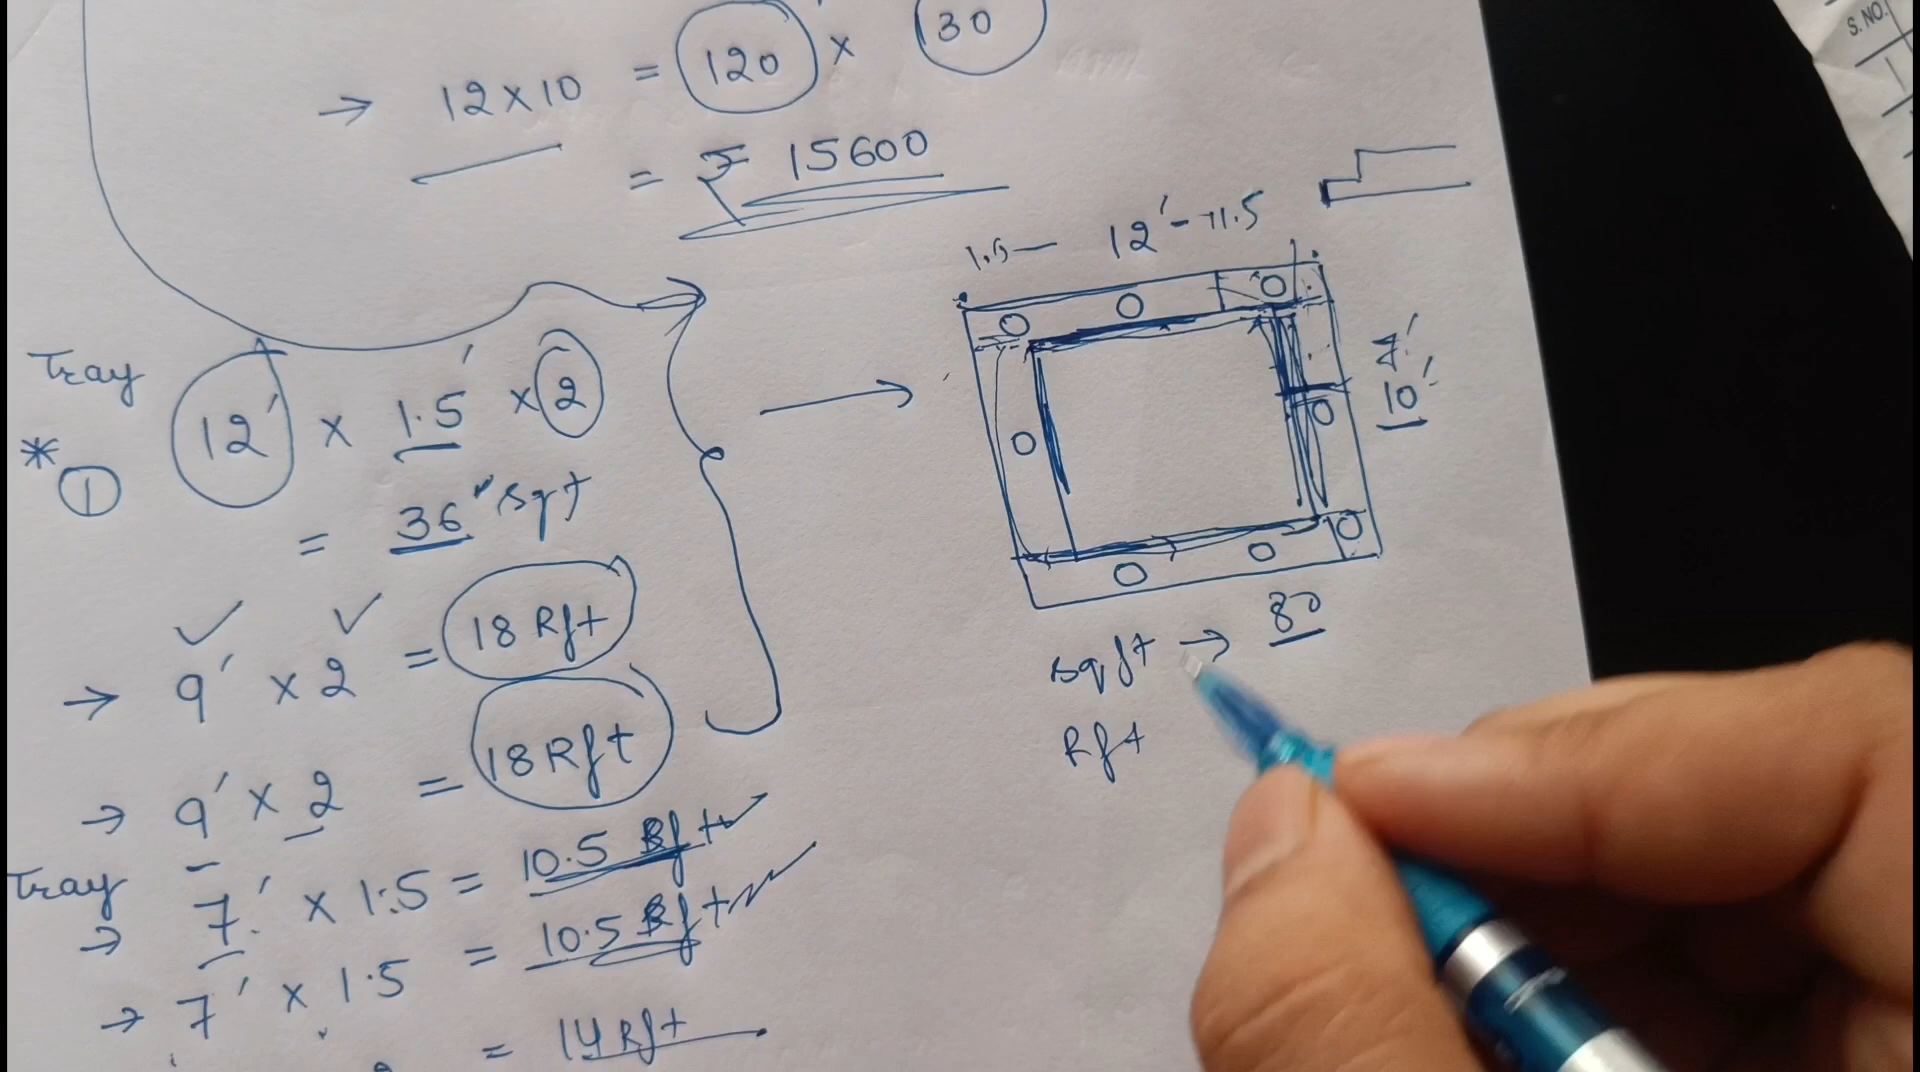 S. NO.
→ 12 x 10 = 120' x 130
= ₹ 15600
1.5 — 12' - 11.5
7'
10'
Tray
* ① 12' x 1.5' x 2
= 36 sqft
→ 9' x 2 = 18 Rft
→ 9' x 2 = 18 Rft
Tray
→ 7' x 1.5 = 10.5 Rft
→ 7' x 1.5 = 10.5 Rft
= 14 Rft
sqft → 80
Rft